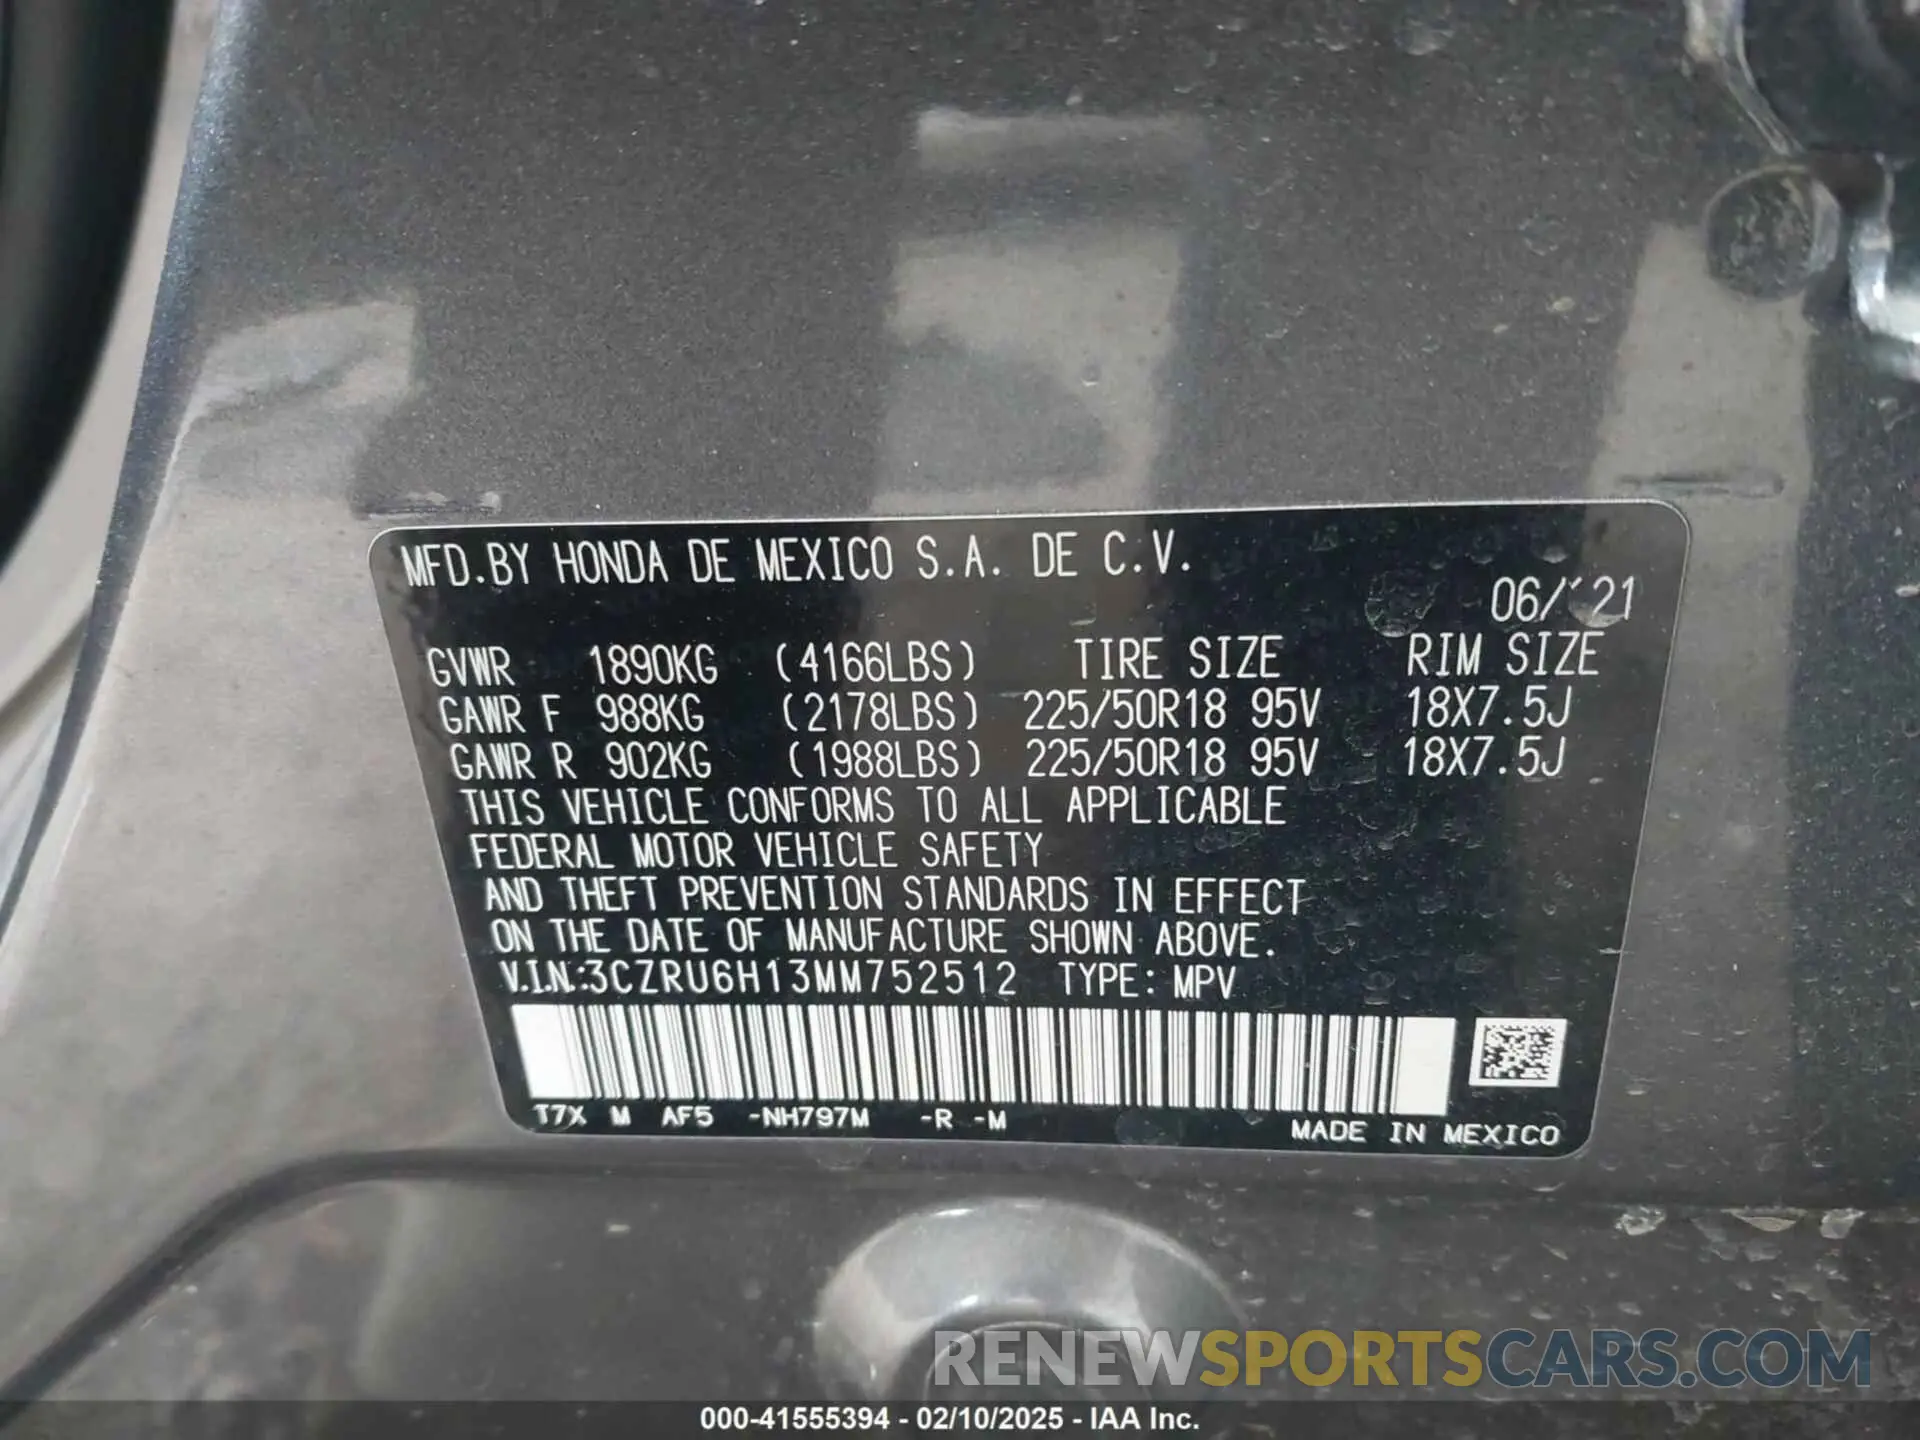 MFD.BY HONDA DE MEXICO S.A. DE C.V.
06/'21
GVWR 1890KG (4166LBS) TIRE SIZE RIM SIZE
GAWR F 988KG (2178LBS) 225/50R18 95V 18X7.5J
GAWR R 902KG (1988LBS) 225/50R18 95V 18X7.5J
THIS VEHICLE CONFORMS TO ALL APPLICABLE
FEDERAL MOTOR VEHICLE SAFETY
AND THEFT PREVENTION STANDARDS IN EFFECT
ON THE DATE OF MANUFACTURE SHOWN ABOVE.
V.I.N.:3CZRU6H13MM752512 TYPE: MPV
T7X M AF5 -NH797M -R -M
MADE IN MEXICO
RENEWSPORTSCARS.COM
000-41555394 - 02/10/2025 - IAA Inc.